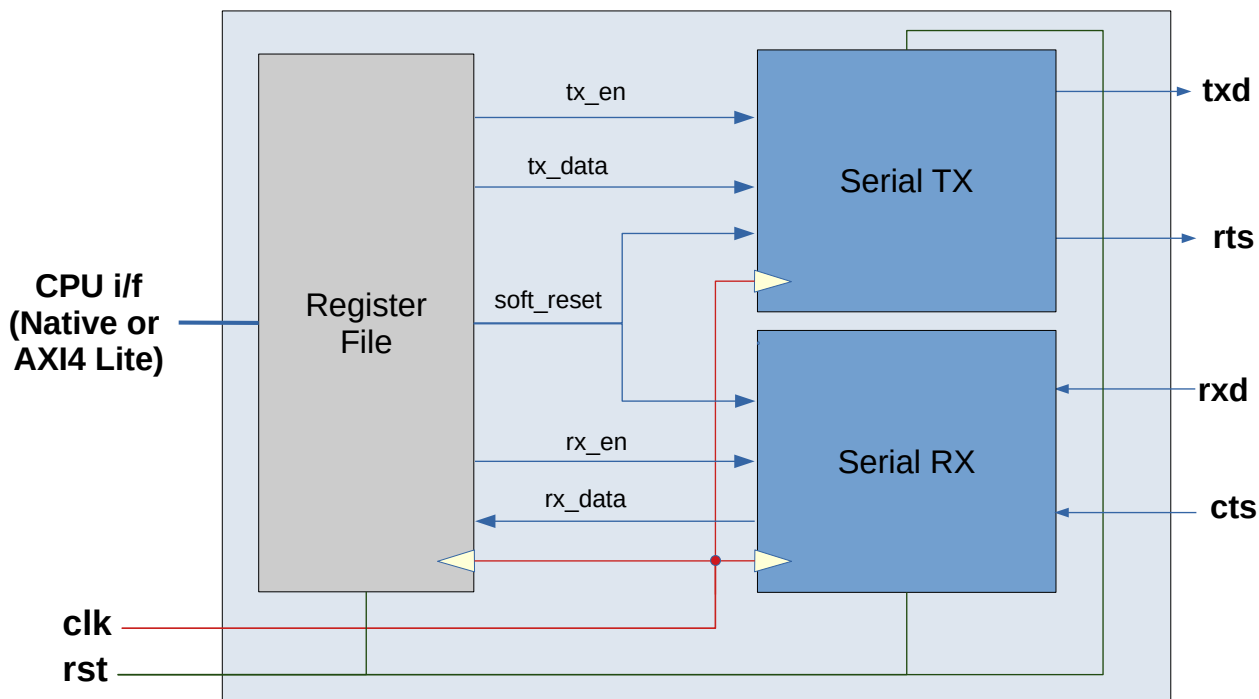 tx_en
txd
tx_data
Serial TX
rts
CPU i/f
(Native or
AXI4 Lite)
Register
File
soft_reset
rxd
rx_en
Serial RX
rx_data
cts
clk
rst